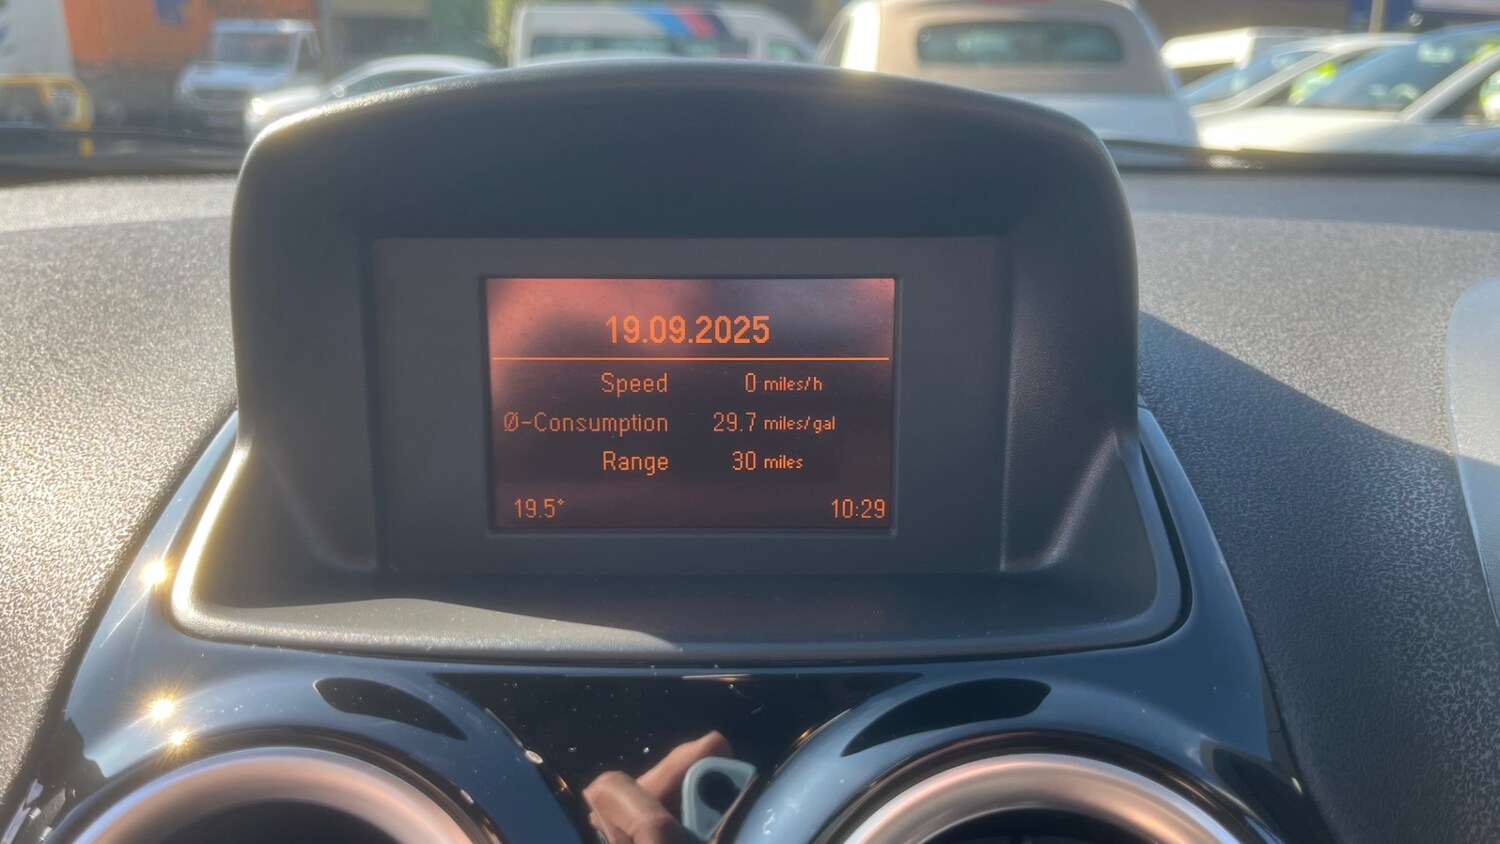 19.09.2025
Speed 0 miles/h
Ø-Consumption 29.7 miles/gal
Range 30 miles
19.5° 10:29